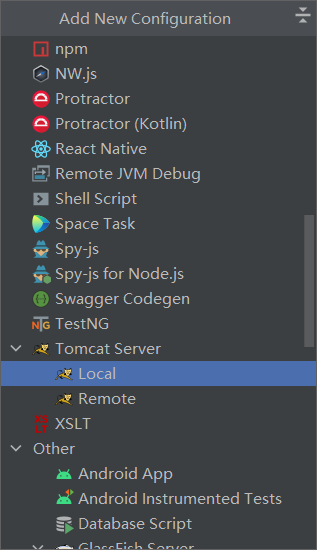 Add New Configuration
npm
NW.js
Protractor
Protractor (Kotlin)
React Native
Remote JVM Debug
Shell Script
Space Task
Spy-js
Spy-js for Node.js
Swagger Codegen
TestNG
Tomcat Server
Local
Remote
XSLT
Other
Android App
Android Instrumented Tests
Database Script
GlassFish Server